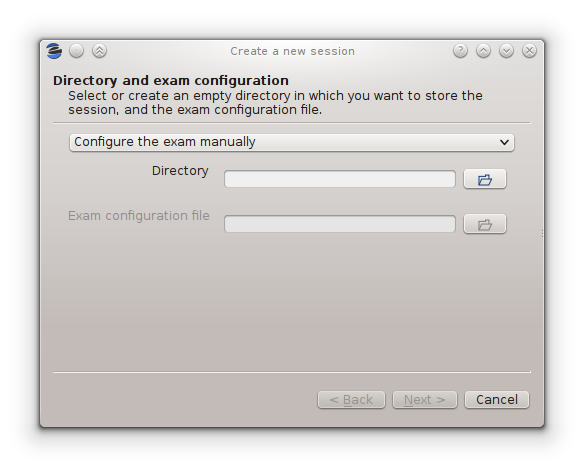 Create a new session
Directory and exam configuration
Select or create an empty directory in which you want to store the
session, and the exam configuration file.
Configure the exam manually
Directory
Exam configuration file
< Back
Next >
Cancel